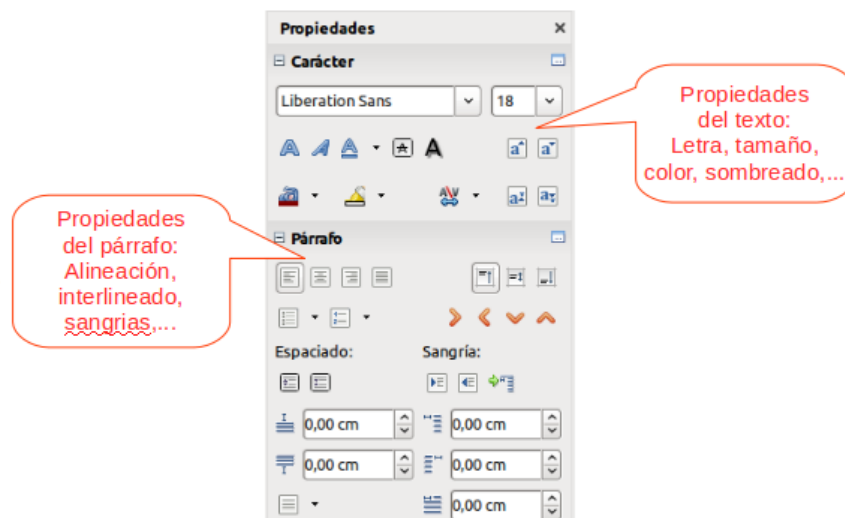 Propiedades
Carácter
Liberation Sans
18
Propiedades
del texto:
Letra, tamaño,
color, sombreado,...
Propiedades
del párrafo:
Alineación,
interlineado,
sangrias,...
Párrafo
Espaciado:
Sangría:
0,00 cm
0,00 cm
0,00 cm
0,00 cm
0,00 cm